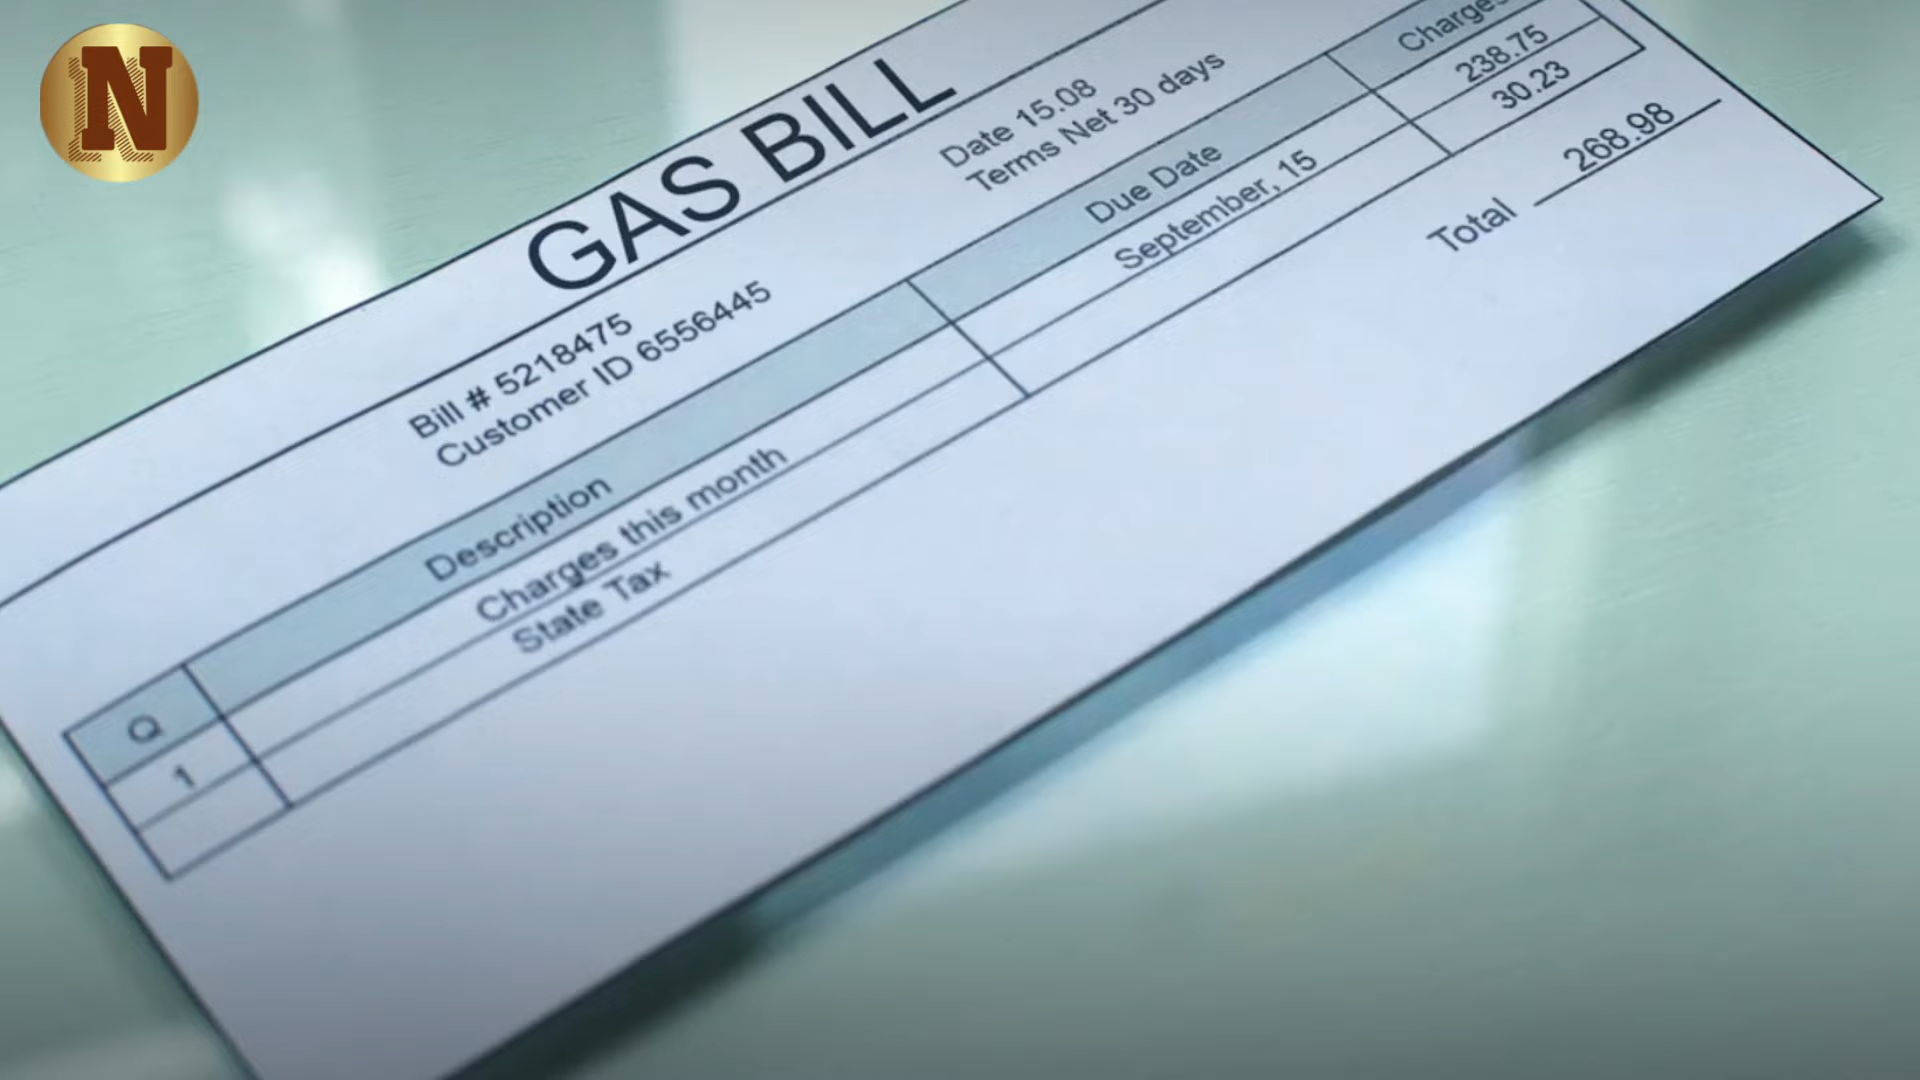 N
GAS BILL
Bill # 5218475
Customer ID 6556445
Date 15.08
Terms Net 30 days
Q Description Due Date Charges
1 Charges this month September, 15 238.75
State Tax 30.23
Total 268.98